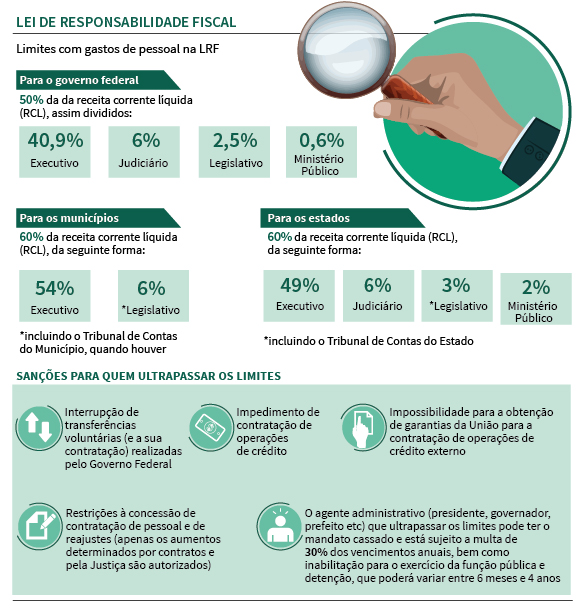 LEI DE RESPONSABILIDADE FISCAL
Limites com gastos de pessoal na LRF
Para o governo federal
50% da da receita corrente líquida
(RCL), assim divididos:
40,9%
Executivo
6%
Judiciário
2,5%
Legislativo
0,6%
Ministério
Público
Para os municípios
60% da receita corrente líquida
(RCL), da seguinte forma:
54%
Executivo
6%
*Legislativo
*incluindo o Tribunal de Contas
do Município, quando houver
Para os estados
60% da receita corrente líquida (RCL),
da seguinte forma:
49%
Executivo
6%
Judiciário
3%
*Legislativo
2%
Ministério
Público
*incluindo o Tribunal de Contas do Estado
SANÇÕES PARA QUEM ULTRAPASSAR OS LIMITES
Interrupção de
transferências
voluntárias (e a sua
contratação) realizadas
pelo Governo Federal
Impedimento de
contratação de
operações
de crédito
Impossibilidade para a obtenção
de garantias da União para a
contratação de operações de
crédito externo
Restrições à concessão de
contratação de pessoal e de
reajustes (apenas os aumentos
determinados por contratos e
pela Justiça são autorizados)
O agente administrativo (presidente, governador,
prefeito etc) que ultrapassar os limites pode ter o
mandato cassado e está sujeito a multa de
30% dos vencimentos anuais, bem como
inabilitação para o exercício da função pública e
detenção, que poderá variar entre 6 meses e 4 anos